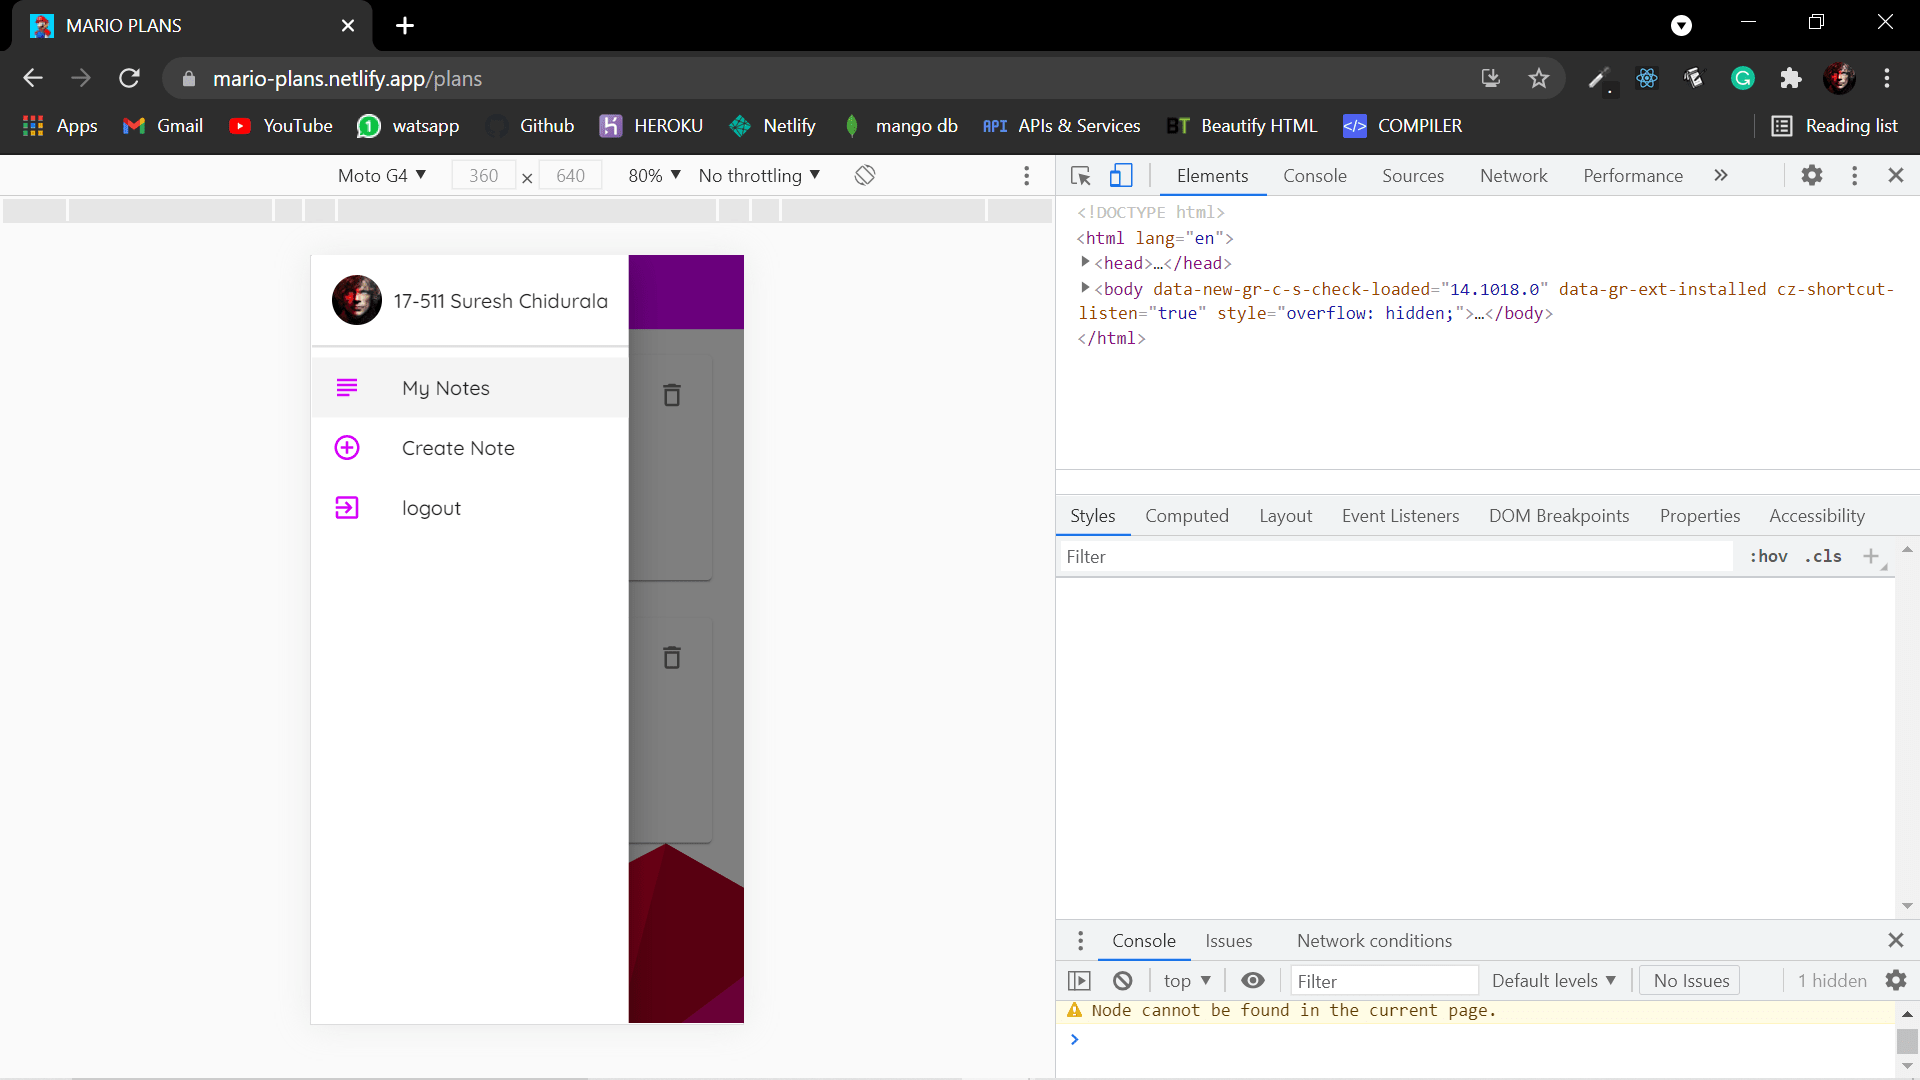 MARIO PLANS
mario-plans.netlify.app/plans
Apps Gmail YouTube watsapp Github HEROKU Netlify mango db APIs & Services Beautify HTML COMPILER Reading list
Moto G4 360 × 640 80% No throttling
Elements Console Sources Network Performance
<!DOCTYPE html>
<html lang="en">
<head>…</head>
<body data-new-gr-c-s-check-loaded="14.1018.0" data-gr-ext-installed cz-shortcut-
listen="true" style="overflow: hidden;">…</body>
</html>
17-511 Suresh Chidurala
My Notes
Create Note
logout
Styles Computed Layout Event Listeners DOM Breakpoints Properties Accessibility
Filter :hov .cls
Console Issues Network conditions
top Filter Default levels No Issues 1 hidden
Node cannot be found in the current page.